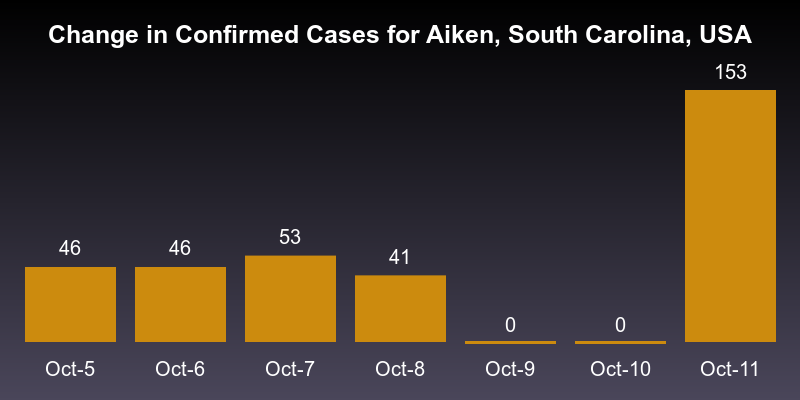 Change in Confirmed Cases for Aiken, South Carolina, USA
153
53
46 46 41
0 0
Oct-5 Oct-6 Oct-7 Oct-8 Oct-9 Oct-10 Oct-11